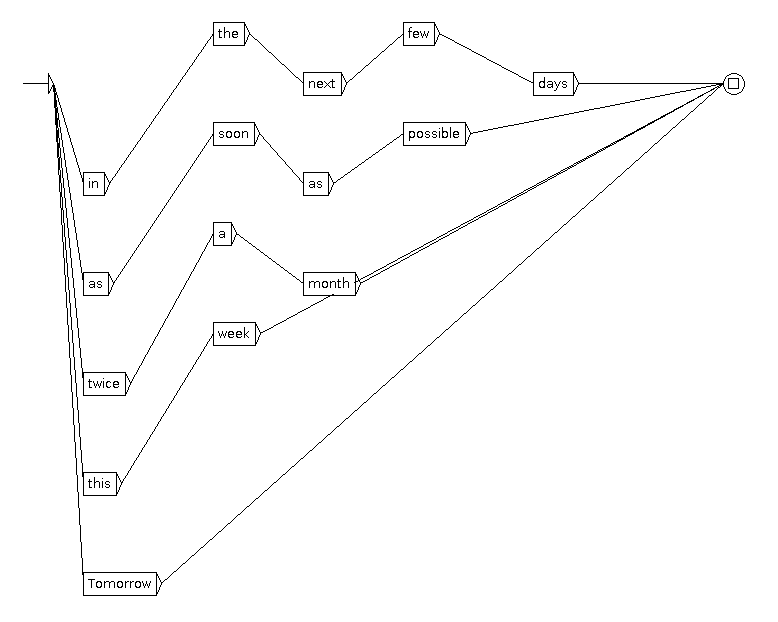 the few
next days
soon possible
in as
a
as month
week
twice
this
Tomorrow